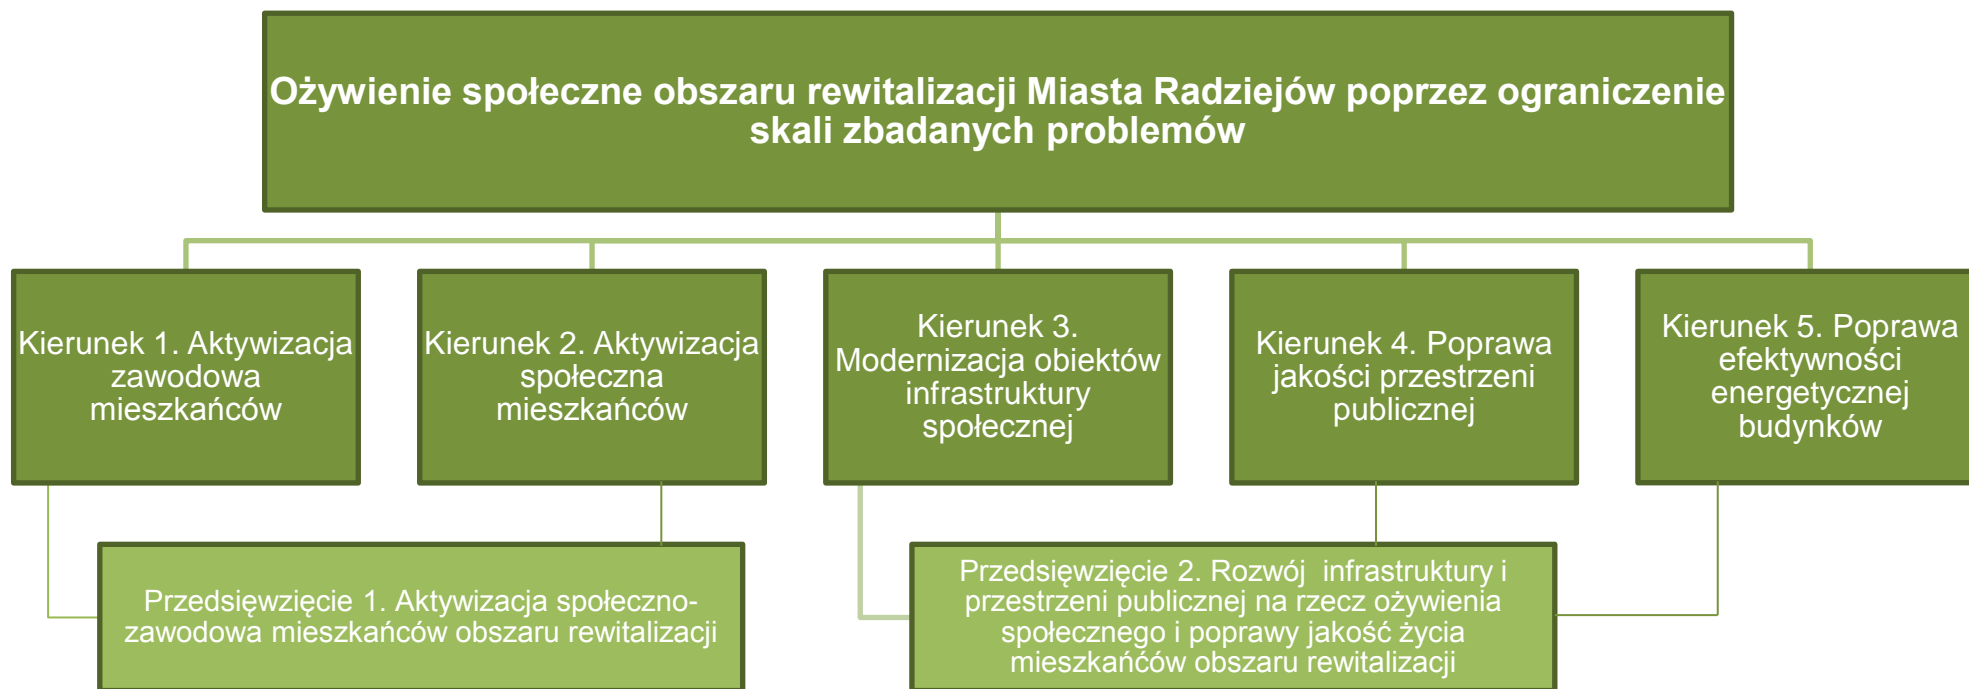 Ożywienie społeczne obszaru rewitalizacji Miasta Radziejów poprzez ograniczenie
skali zbadanych problemów
Kierunek 1. Aktywizacja
zawodowa
mieszkańców
Kierunek 2. Aktywizacja
społeczna
mieszkańców
Kierunek 3.
Modernizacja obiektów
infrastruktury
społecznej
Kierunek 4. Poprawa
jakości przestrzeni
publicznej
Kierunek 5. Poprawa
efektywności
energetycznej
budynków
Przedsięwzięcie 1. Aktywizacja społeczno-
zawodowa mieszkańców obszaru rewitalizacji
Przedsięwzięcie 2. Rozwój  infrastruktury i
przestrzeni publicznej na rzecz ożywienia
społecznego i poprawy jakość życia
mieszkańćów obszaru rewitalizacji